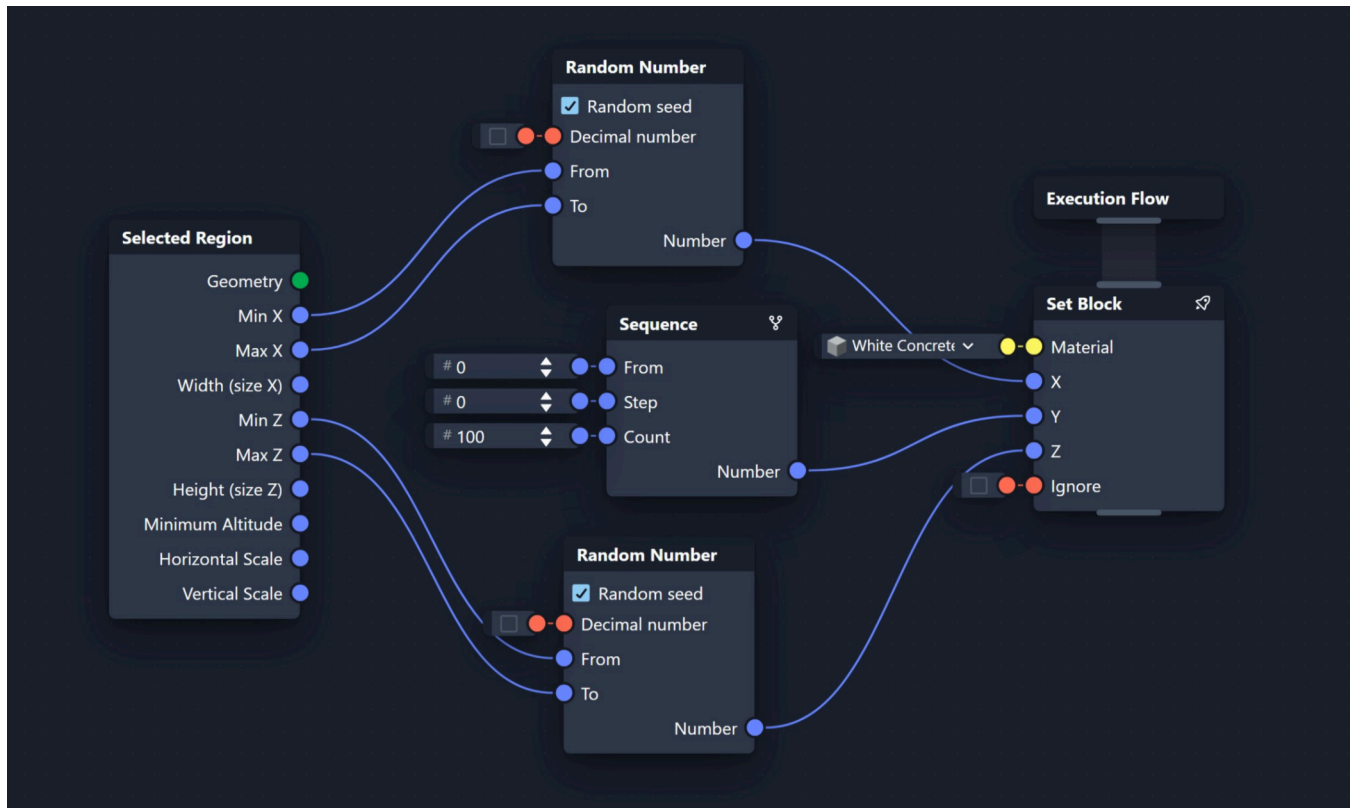 Random Number
Random seed
Decimal number
From
To
Number
Execution Flow
Selected Region
Geometry
Min X
Max X
Width (size X)
Min Z
Max Z
Height (size Z)
Minimum Altitude
Horizontal Scale
Vertical Scale
Sequence
# 0
From
# 0
Step
# 100
Count
Number
Set Block
White Concrete
Material
X
Y
Z
Ignore
Random Number
Random seed
Decimal number
From
To
Number